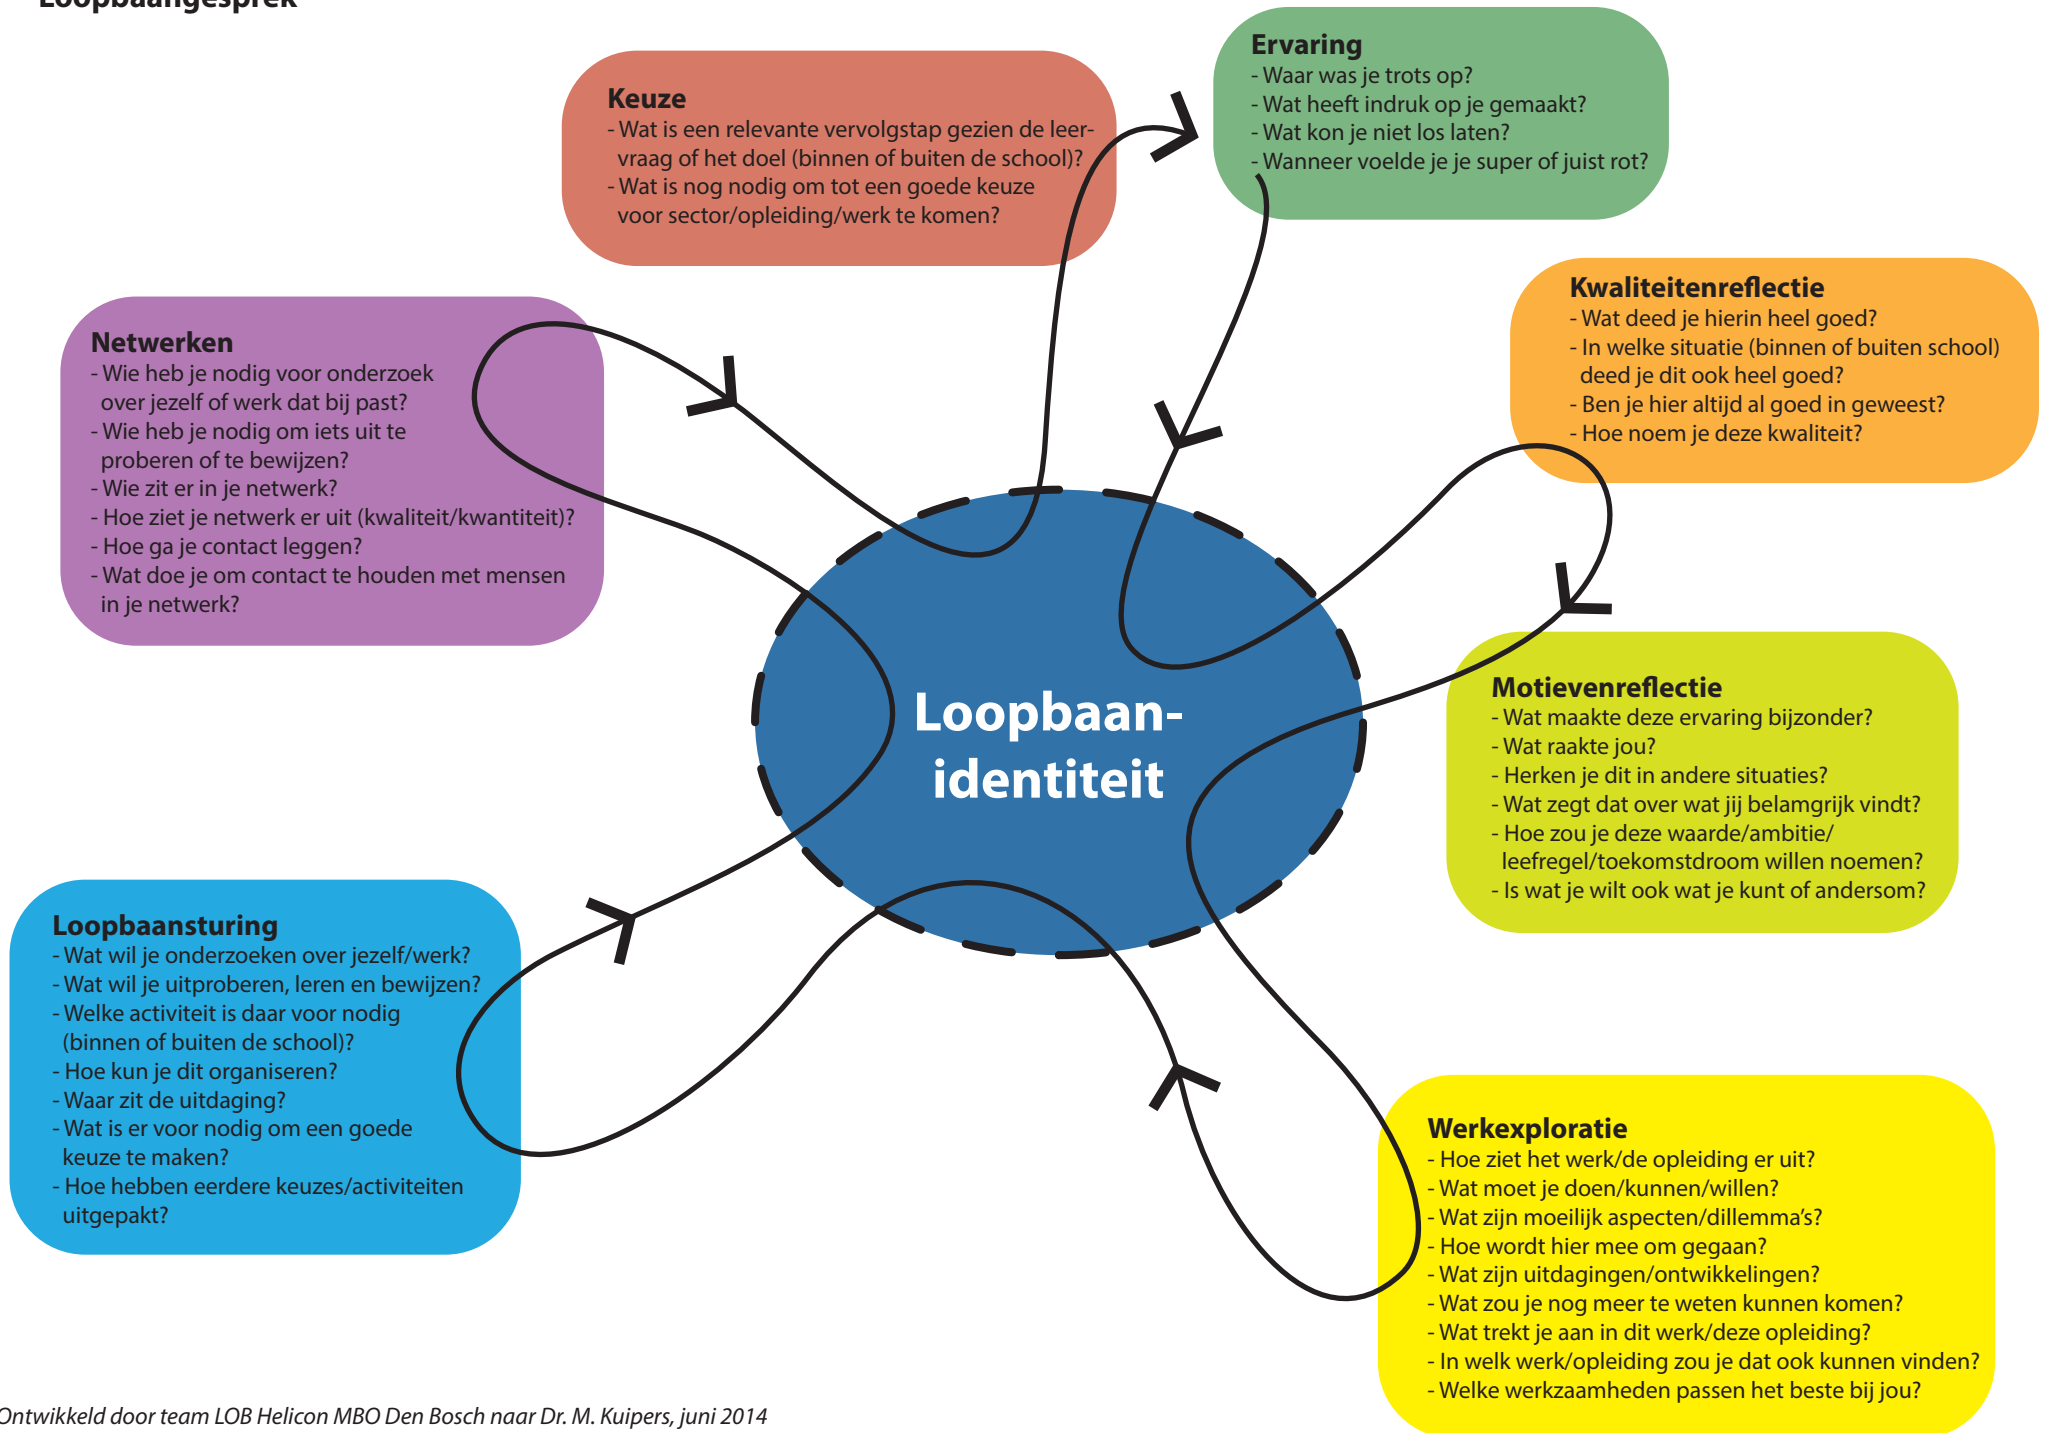 Loopbaangesprek
Ervaring
- Waar was je trots op?
- Wat heeft indruk op je gemaakt?
- Wat kon je niet los laten?
- Wanneer voelde je je super of juist rot?
Keuze
- Wat is een relevante vervolgstap gezien de leer-
vraag of het doel (binnen of buiten de school)?
- Wat is nog nodig om tot een goede keuze
voor sector/opleiding/werk te komen?
Kwaliteitenreflectie
- Wat deed je hierin heel goed?
- In welke situatie (binnen of buiten school)
deed je dit ook heel goed?
- Ben je hier altijd al goed in geweest?
- Hoe noem je deze kwaliteit?
Netwerken
- Wie heb je nodig voor onderzoek
over jezelf of werk dat bij past?
- Wie heb je nodig om iets uit te
proberen of te bewijzen?
- Wie zit er in je netwerk?
- Hoe ziet je netwerk er uit (kwaliteit/kwantiteit)?
- Hoe ga je contact leggen?
- Wat doe je om contact te houden met mensen
in je netwerk?
Loopbaan-
identiteit
Motievenreflectie
- Wat maakte deze ervaring bijzonder?
- Wat raakte jou?
- Herken je dit in andere situaties?
- Wat zegt dat over wat jij belamgrijk vindt?
- Hoe zou je deze waarde/ambitie/
leefregel/toekomstdroom willen noemen?
- Is wat je wilt ook wat je kunt of andersom?
Loopbaansturing
- Wat wil je onderzoeken over jezelf/werk?
- Wat wil je uitproberen, leren en bewijzen?
- Welke activiteit is daar voor nodig
(binnen of buiten de school)?
- Hoe kun je dit organiseren?
- Waar zit de uitdaging?
- Wat is er voor nodig om een goede
keuze te maken?
- Hoe hebben eerdere keuzes/activiteiten
uitgepakt?
Werkexploratie
- Hoe ziet het werk/de opleiding er uit?
- Wat moet je doen/kunnen/willen?
- Wat zijn moeilijk aspecten/dillemma's?
- Hoe wordt hier mee om gegaan?
- Wat zijn uitdagingen/ontwikkelingen?
- Wat zou je nog meer te weten kunnen komen?
- Wat trekt je aan in dit werk/deze opleiding?
- In welk werk/opleiding zou je dat ook kunnen vinden?
- Welke werkzaamheden passen het beste bij jou?
Ontwikkeld door team LOB Helicon MBO Den Bosch naar Dr. M. Kuipers, juni 2014